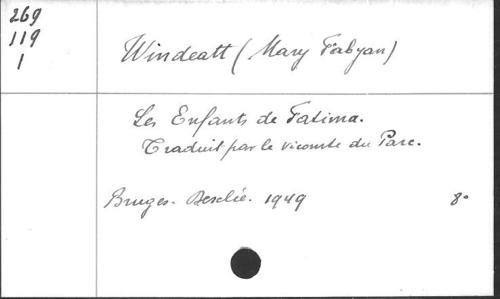 269
119
1
Windeatt (Mary Fabyan)
Les Enfants de Fatima.
Traduit par le vicomte du Parc.
Bruges. Desclée. 1949 8°